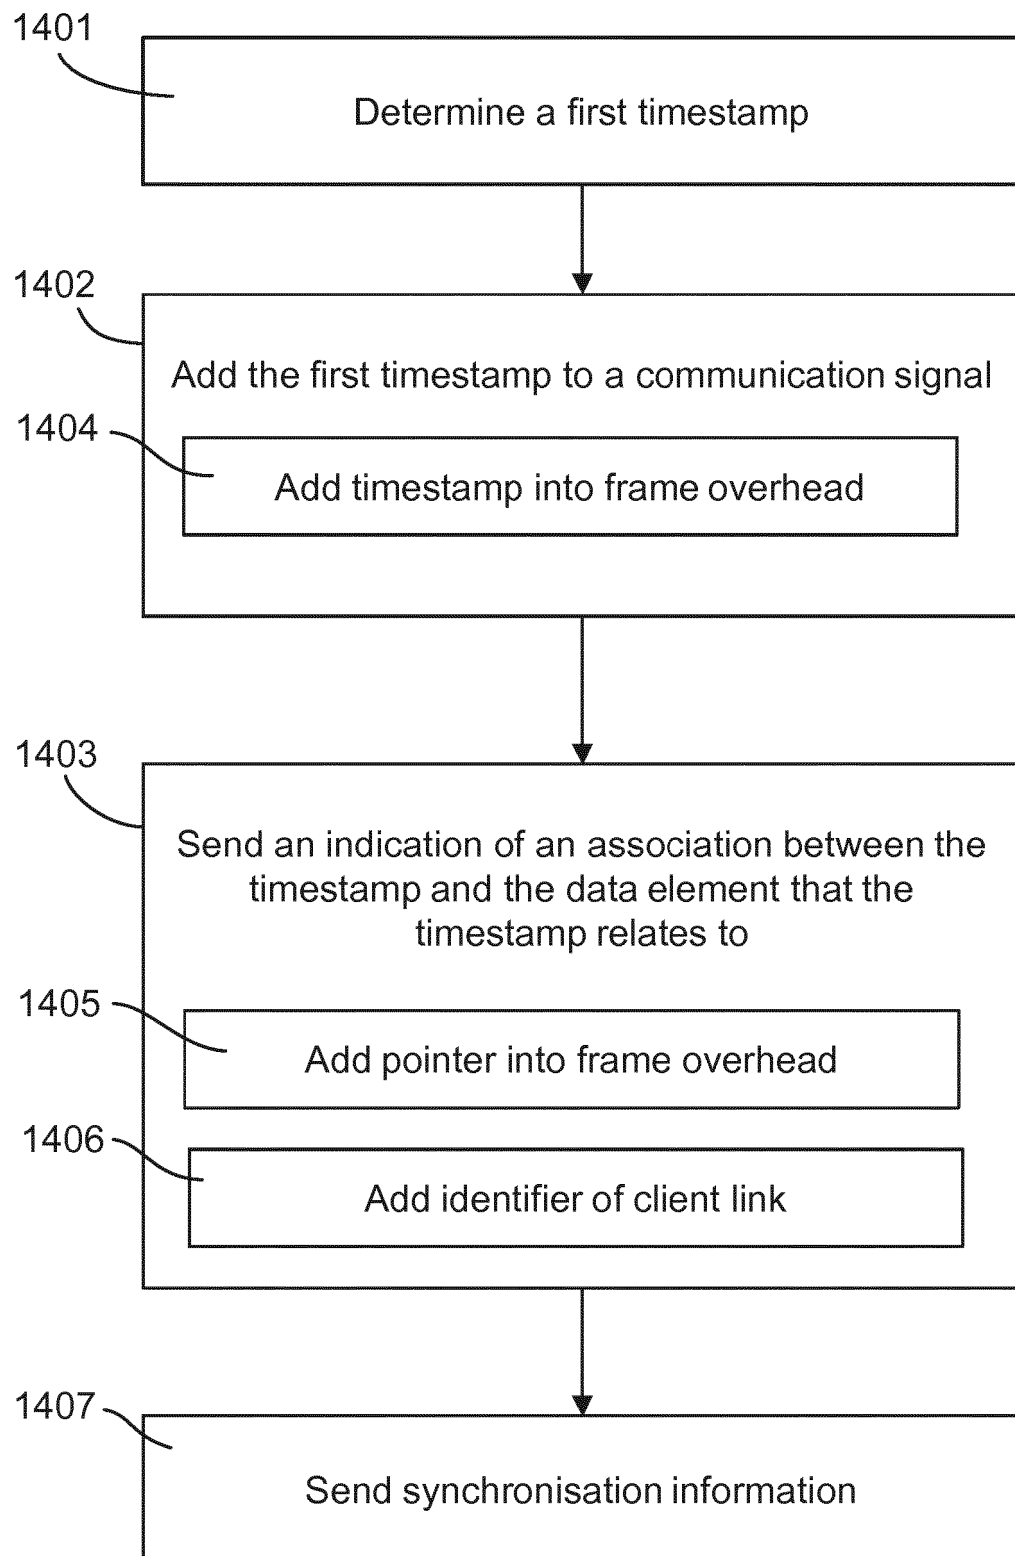 1401
Determine a first timestamp
1402
Add the first timestamp to a communication signal
1404
Add timestamp into frame overhead
1403
Send an indication of an association between the
timestamp and the data element that the
timestamp relates to
1405
Add pointer into frame overhead
1406
Add identifier of client link
1407
Send synchronisation information